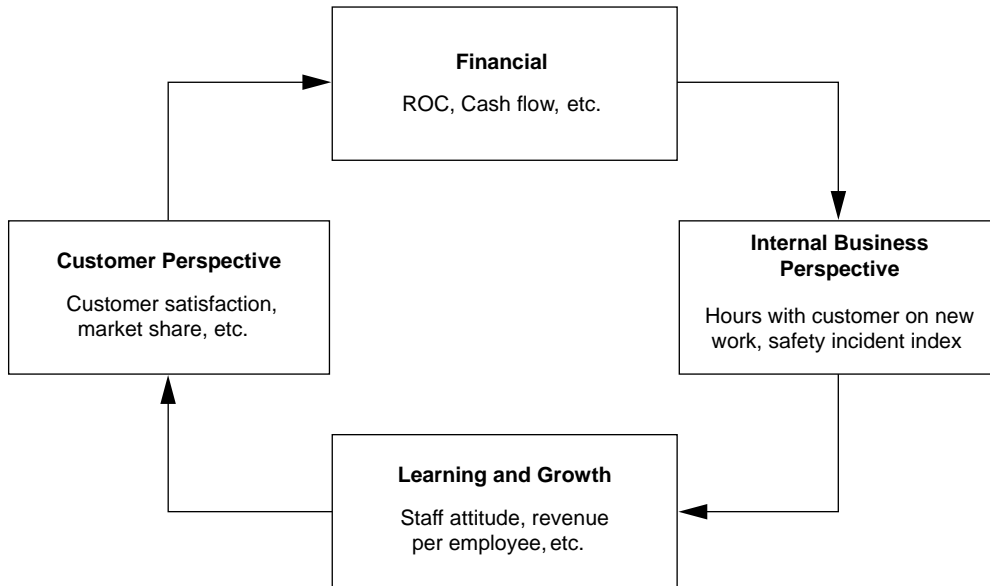 Financial
ROC, Cash flow, etc.
Customer Perspective
Customer satisfaction,
market share, etc.
Internal Business
Perspective
Hours with customer on new
work, safety incident index
Learning and Growth
Staff attitude, revenue
per employee, etc.